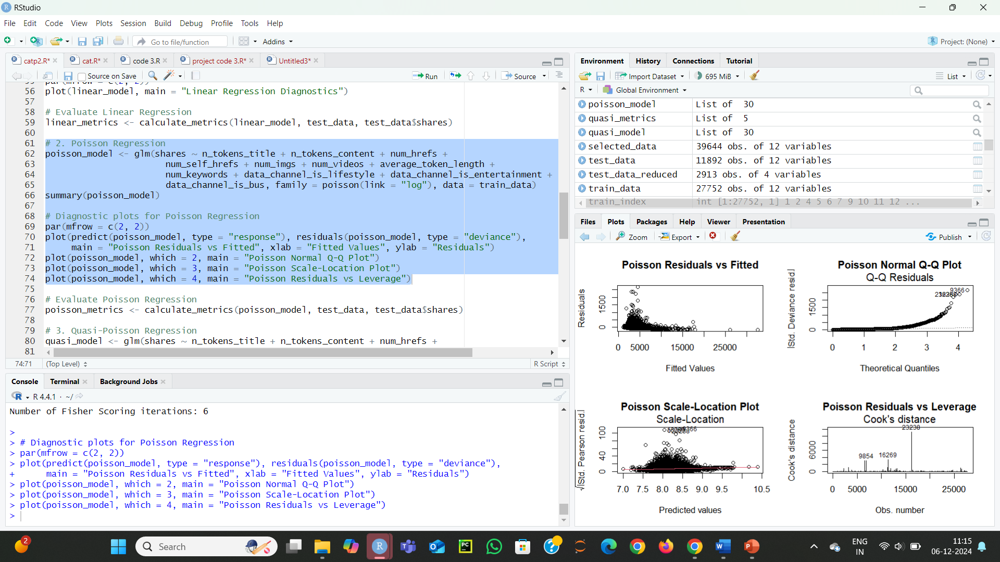 RStudio
File Edit Code View Plots Session Build Debug Profile Tools Help
Go to file/function Addins Project: (None)
catp2.R* cat.R* code 3.R project code 3.R* Untitled3*
Source on Save Run Source
55 par(mfrow = c(2, 2))
56 plot(linear_model, main = "Linear Regression Diagnostics")
57
58 # Evaluate Linear Regression
59 linear_metrics <- calculate_metrics(linear_model, test_data, test_data$shares)
60
61 # 2. Poisson Regression
62 poisson_model <- glm(shares ~ n_tokens_title + n_tokens_content + num_hrefs +
63 num_self_hrefs + num_imgs + num_videos + average_token_length +
64 num_keywords + data_channel_is_lifestyle + data_channel_is_entertainment +
65 data_channel_is_bus, family = poisson(link = "log"), data = train_data)
66 summary(poisson_model)
67
68 # Diagnostic plots for Poisson Regression
69 par(mfrow = c(2, 2))
70 plot(predict(poisson_model, type = "response"), residuals(poisson_model, type = "deviance"),
71 main = "Poisson Residuals vs Fitted", xlab = "Fitted Values", ylab = "Residuals")
72 plot(poisson_model, which = 2, main = "Poisson Normal Q-Q Plot")
73 plot(poisson_model, which = 3, main = "Poisson Scale-Location Plot")
74 plot(poisson_model, which = 4, main = "Poisson Residuals vs Leverage")
75
76 # Evaluate Poisson Regression
77 poisson_metrics <- calculate_metrics(poisson_model, test_data, test_data$shares)
78
79 # 3. Quasi-Poisson Regression
80 quasi_model <- glm(shares ~ n_tokens_title + n_tokens_content + num_hrefs +
81
74:71 (Top Level) R Script
Console Terminal Background Jobs
R 4.4.1 · ~/
Number of Fisher Scoring iterations: 6
>
> # Diagnostic plots for Poisson Regression
> par(mfrow = c(2, 2))
> plot(predict(poisson_model, type = "response"), residuals(poisson_model, type = "deviance"),
+ main = "Poisson Residuals vs Fitted", xlab = "Fitted Values", ylab = "Residuals")
> plot(poisson_model, which = 2, main = "Poisson Normal Q-Q Plot")
> plot(poisson_model, which = 3, main = "Poisson Scale-Location Plot")
> plot(poisson_model, which = 4, main = "Poisson Residuals vs Leverage")
>
Environment History Connections Tutorial
Import Dataset 695 MiB List
R Global Environment
poisson_model List of 30
quasi_metrics List of 5
quasi_model List of 30
selected_data 39644 obs. of 12 variables
test_data 11892 obs. of 12 variables
test_data_reduced 2913 obs. of 4 variables
train_data 27752 obs. of 12 variables
train_index int [1:27752, 1] 1 2 4 5 6 7 9 10 11 12 ...
Files Plots Packages Help Viewer Presentation
Zoom Export Publish
Poisson Residuals vs Fitted
Residuals
0 1500
0 5000 15000 25000
Fitted Values
Poisson Normal Q-Q Plot
Q-Q Residuals
|Std. Deviance resid.|
0 1500
9366
0 1 2 3 4
Theoretical Quantiles
Poisson Scale-Location Plot
Scale-Location
√|Std. Pearson resid.|
0 40 100
7.0 7.5 8.0 8.5 9.0 9.5 10.5
Predicted values
Poisson Residuals vs Leverage
Cook's distance
Cook's distance
0 6000
23238
9854 16269
0 5000 15000 25000
Obs. number
2
Search
ENG
IN
11:15
06-12-2024